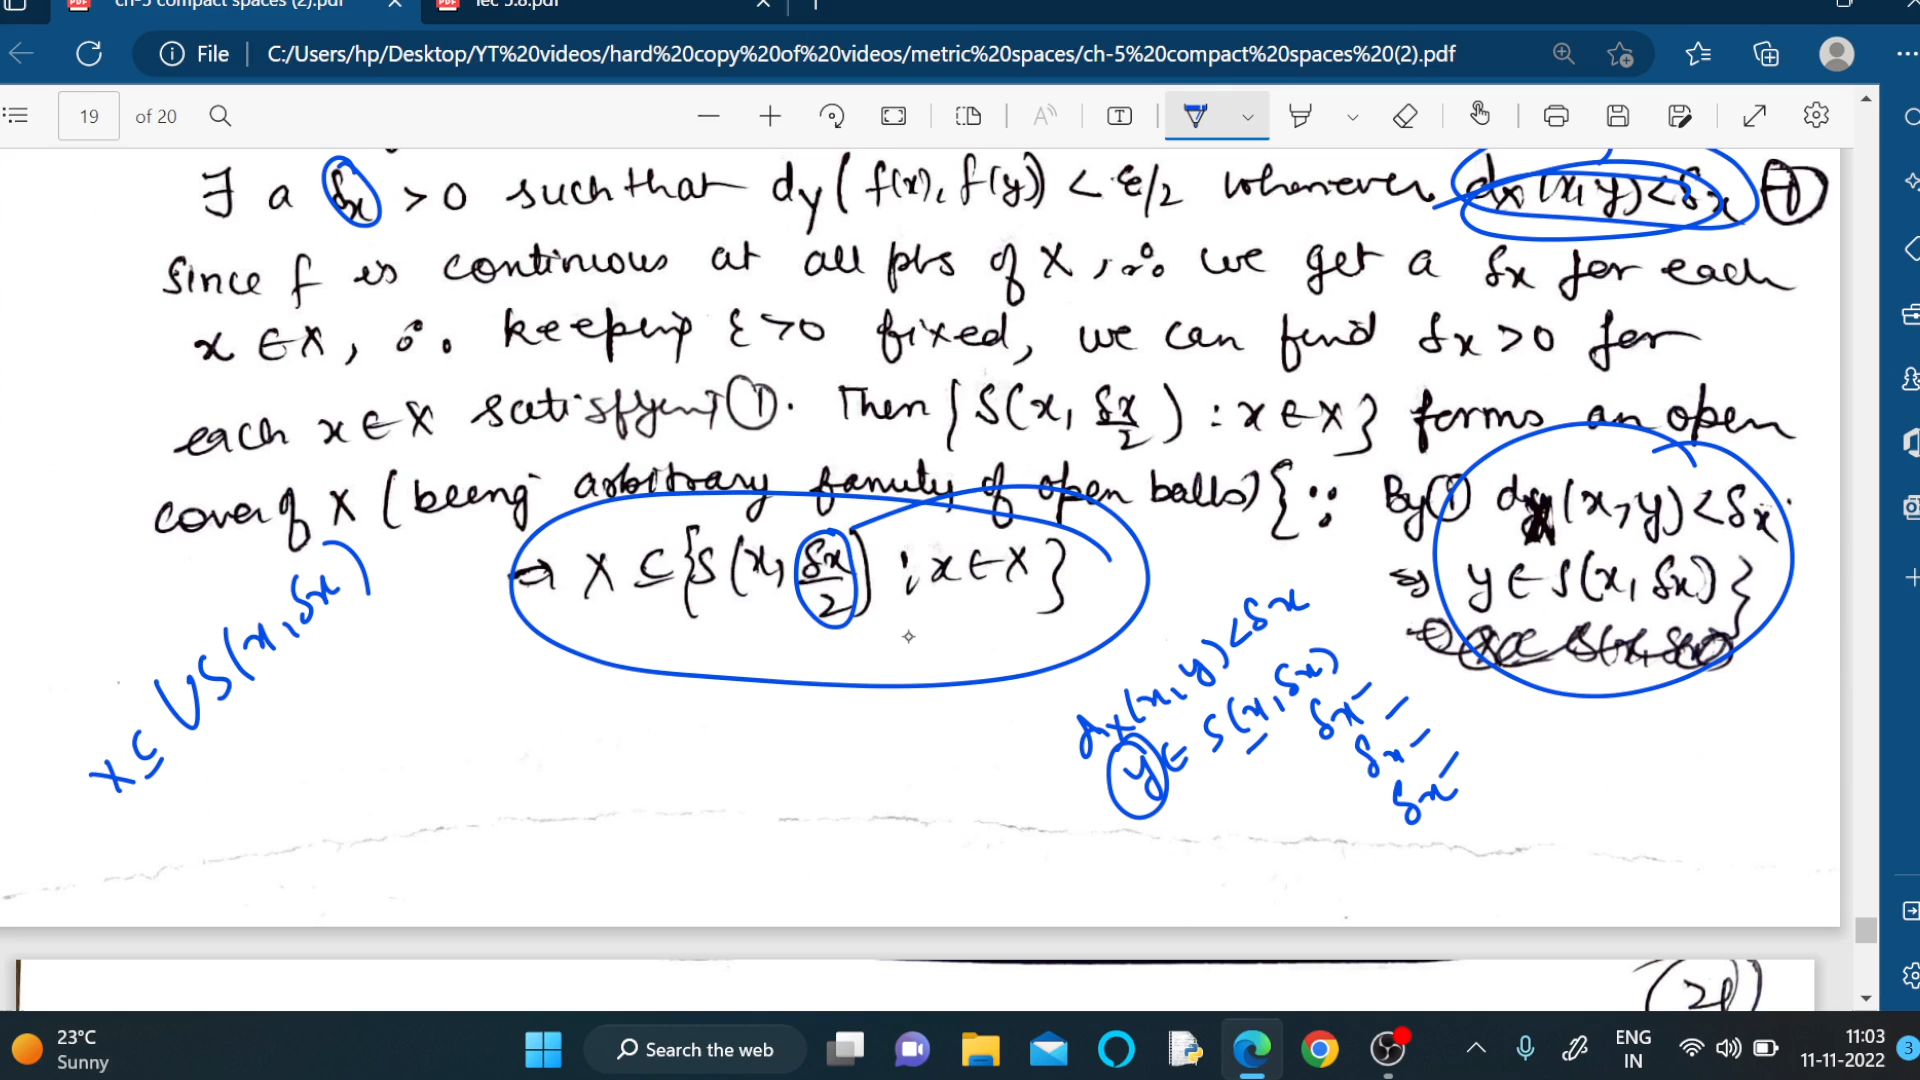 ch-5 compact spaces (2).pdf
lec 5.8.pdf
File
C:/Users/hp/Desktop/YT%20videos/hard%20copy%20of%20videos/metric%20spaces/ch-5%20compact%20spaces%20(2).pdf
19 of 20
∃ a δx > 0 such that dy(f(x), f(y)) < ε/2 whenever dx(x, y) < δx ①
Since f is continuous at all pts of X, ∴ we get a δx for each
x ∈ X, ∴ keeping ε > 0 fixed, we can find δx > 0 for
each x ∈ X satisfying ①. Then {S(x, δx/2) : x ∈ X} forms an open
cover of X (being arbitrary family of open balls) {∵ By ① dx(x, y) < δx
⇒ X ⊆ {S(x, δx/2) : x ∈ X}
⇒ y ∈ S(x, δx)}
X ⊆ ∪S(x, δx)
dx(x, y) < δx
y ∈ S(x, δx)
δx'
δx'
δx'
23°C
Sunny
Search the web
ENG
IN
11:03
11-11-2022
3